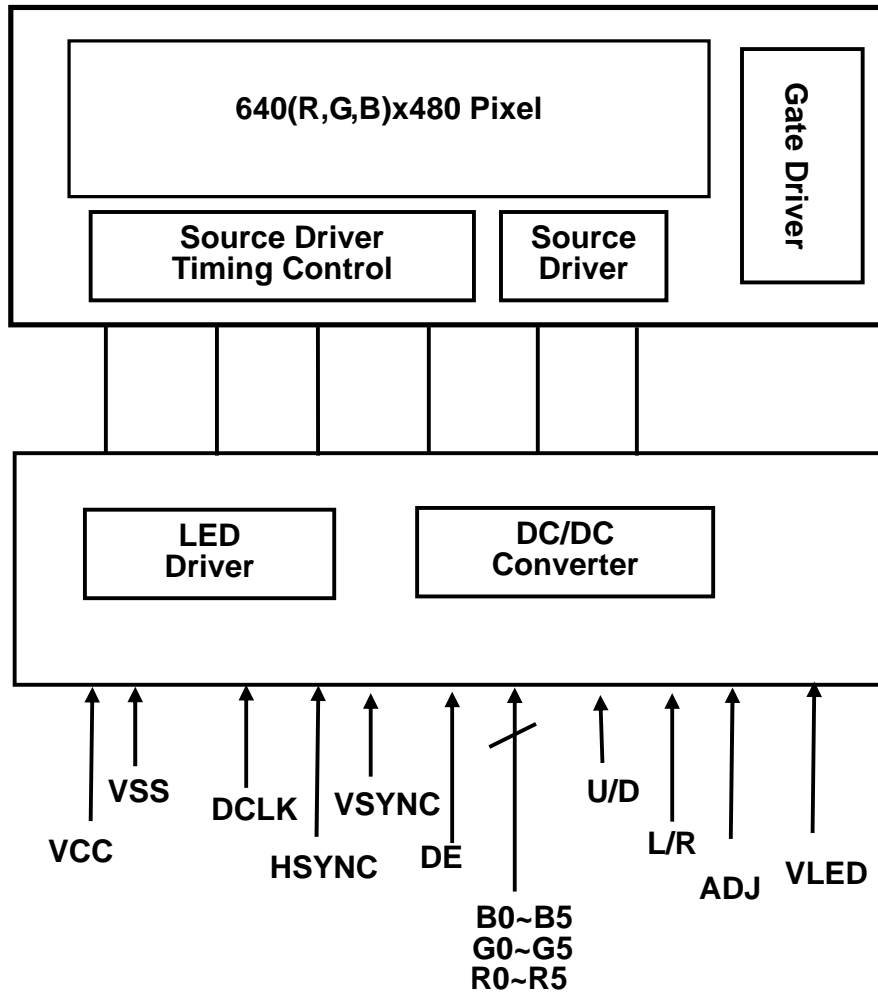 640(R,G,B)x480 Pixel
Gate Driver
Source Driver
Timing Control
Source
Driver
LED
Driver
DC/DC
Converter
VCC
VSS
DCLK
HSYNC
VSYNC
DE
B0~B5
G0~G5
R0~R5
U/D
L/R
ADJ
VLED